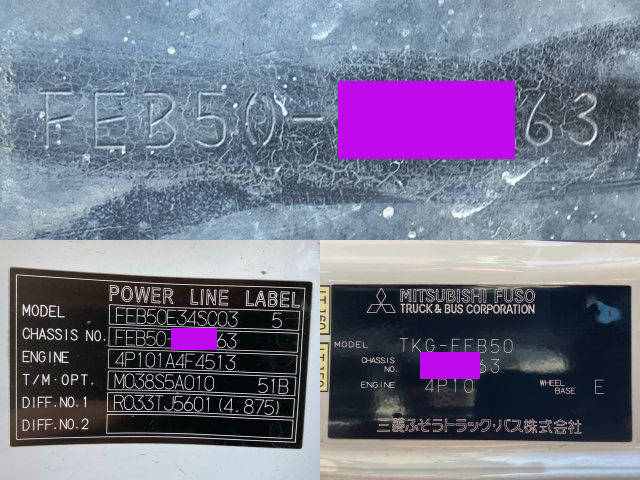 FEB50- 63
POWER LINE LABEL
MODEL FEB50E34SC03 5
CHASSIS NO. FEB50- 63
ENGINE 4P101A4F4513
T/M·OPT. M038S5A010 51B
DIFF.NO.1 R033TJ5601(4.875)
DIFF.NO.2
MITSUBISHI FUSO
TRUCK & BUS CORPORATION
MODEL TKG-FEB50
CHASSIS NO. 63
ENGINE 4P10 WHEEL BASE E
三菱ふそうトラック・バス株式会社